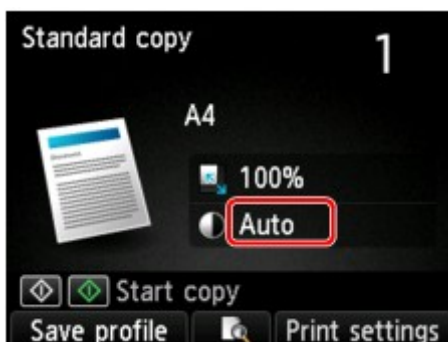 Standard copy
1
A4
100%
Auto
Start copy
Save profile
Print settings